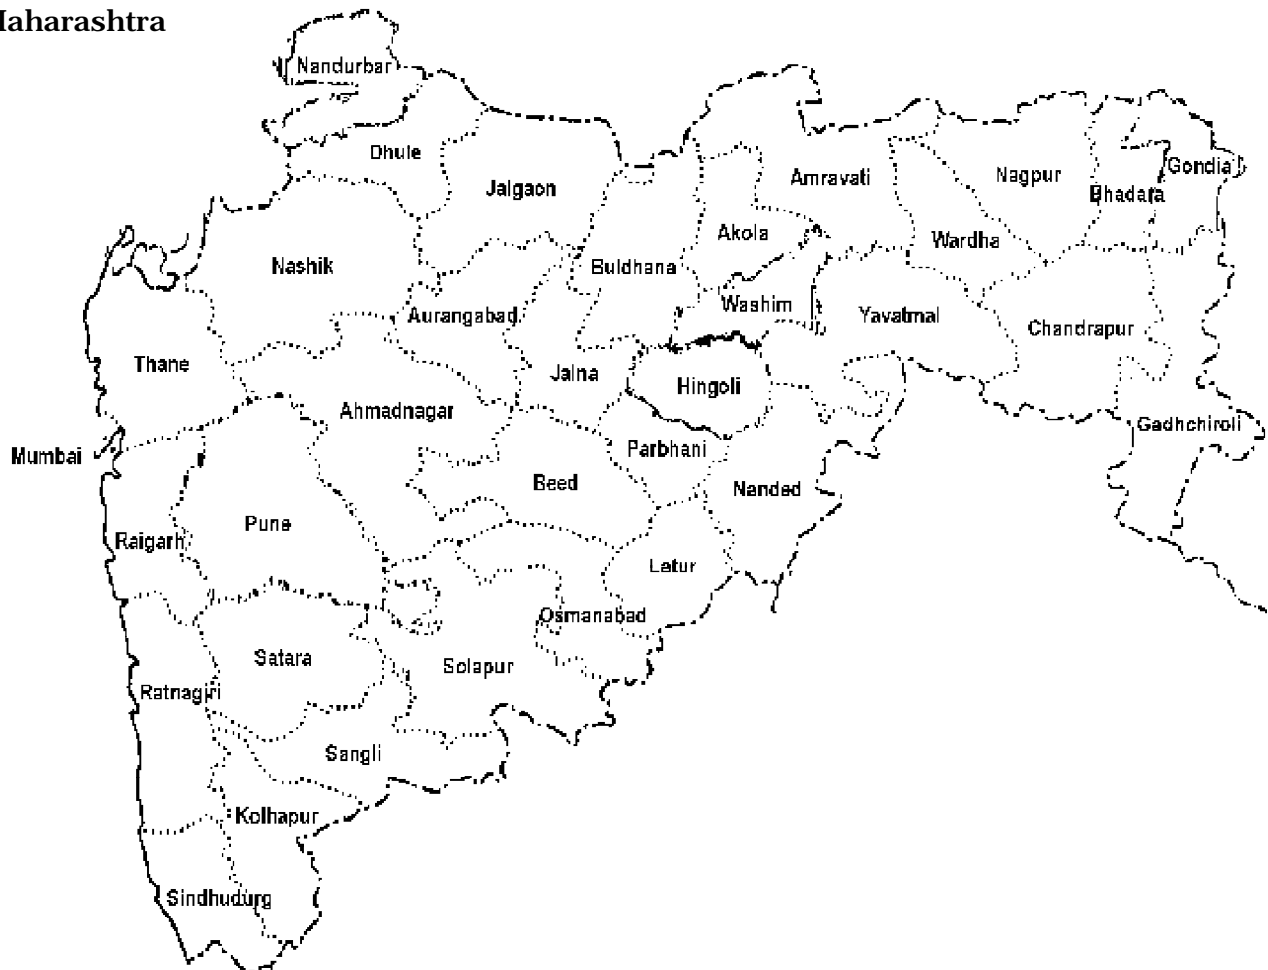 Maharashtra
Nandurbar
Dhule
Jalgaon
Amravati
Nagpur
Bhadara
Gondia
Nashik
Buldhana
Akola
Wardha
Aurangabad
Washim
Yavatmal
Chandrapur
Thane
Jalna
Hingoli
Ahmadnagar
Gadhchiroli
Mumbai
Parbhani
Beed
Nanded
Pune
Raigarh
Latur
Osmanabad
Satara
Solapur
Ratnagiri
Sangli
Kolhapur
Sindhudurg